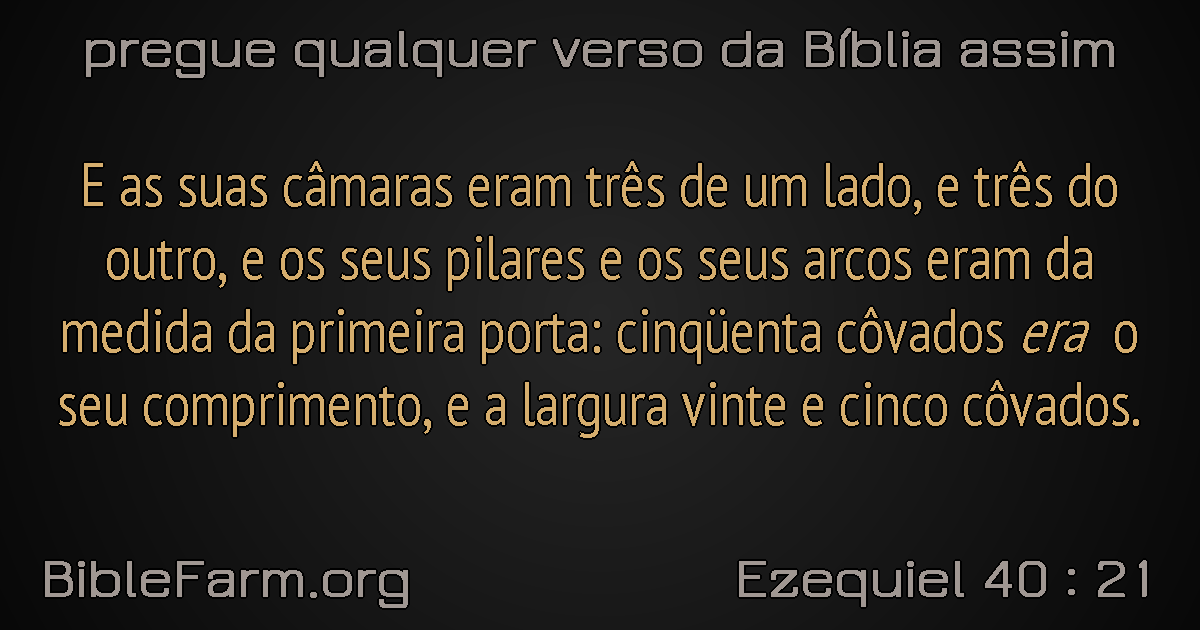 pregue qualquer verso da Bíblia assim
E as suas câmaras eram três de um lado, e três do
outro, e os seus pilares e os seus arcos eram da
medida da primeira porta: cinqüenta côvados era o
seu comprimento, e a largura vinte e cinco côvados.
BibleFarm.org
Ezequiel 40 : 21